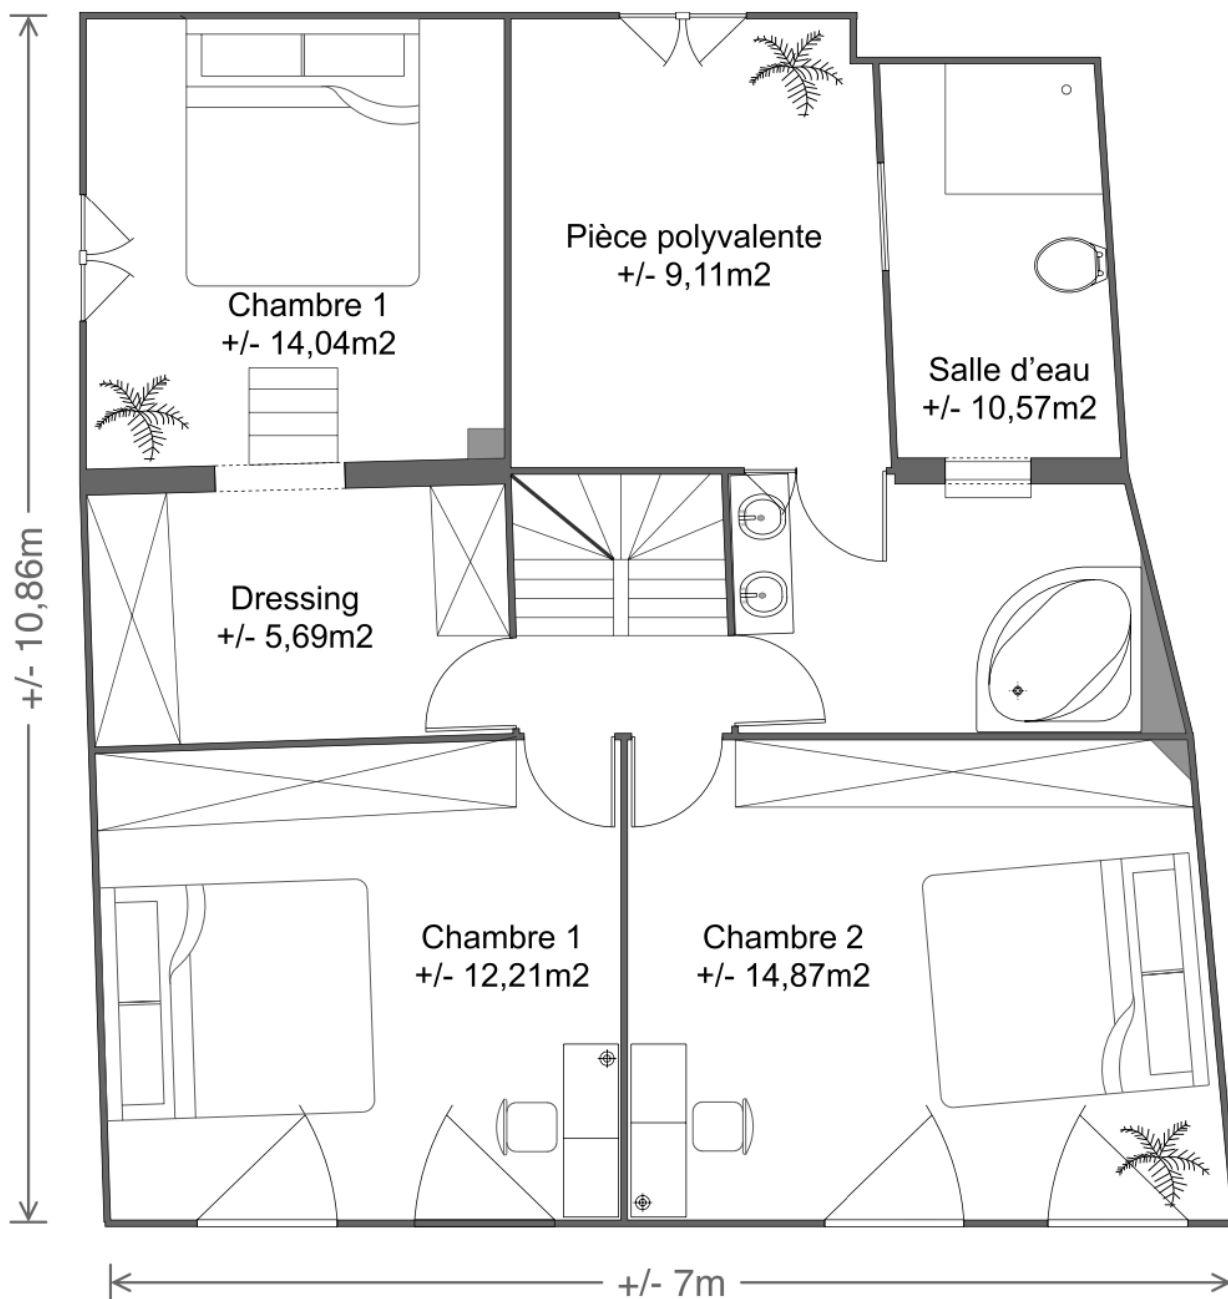 Pièce polyvalente
+/- 9,11m2
Chambre 1
+/- 14,04m2
Salle d’eau
+/- 10,57m2
+/- 10,86m
Dressing
+/- 5,69m2
Chambre 1
+/- 12,21m2
Chambre 2
+/- 14,87m2
+/- 7m